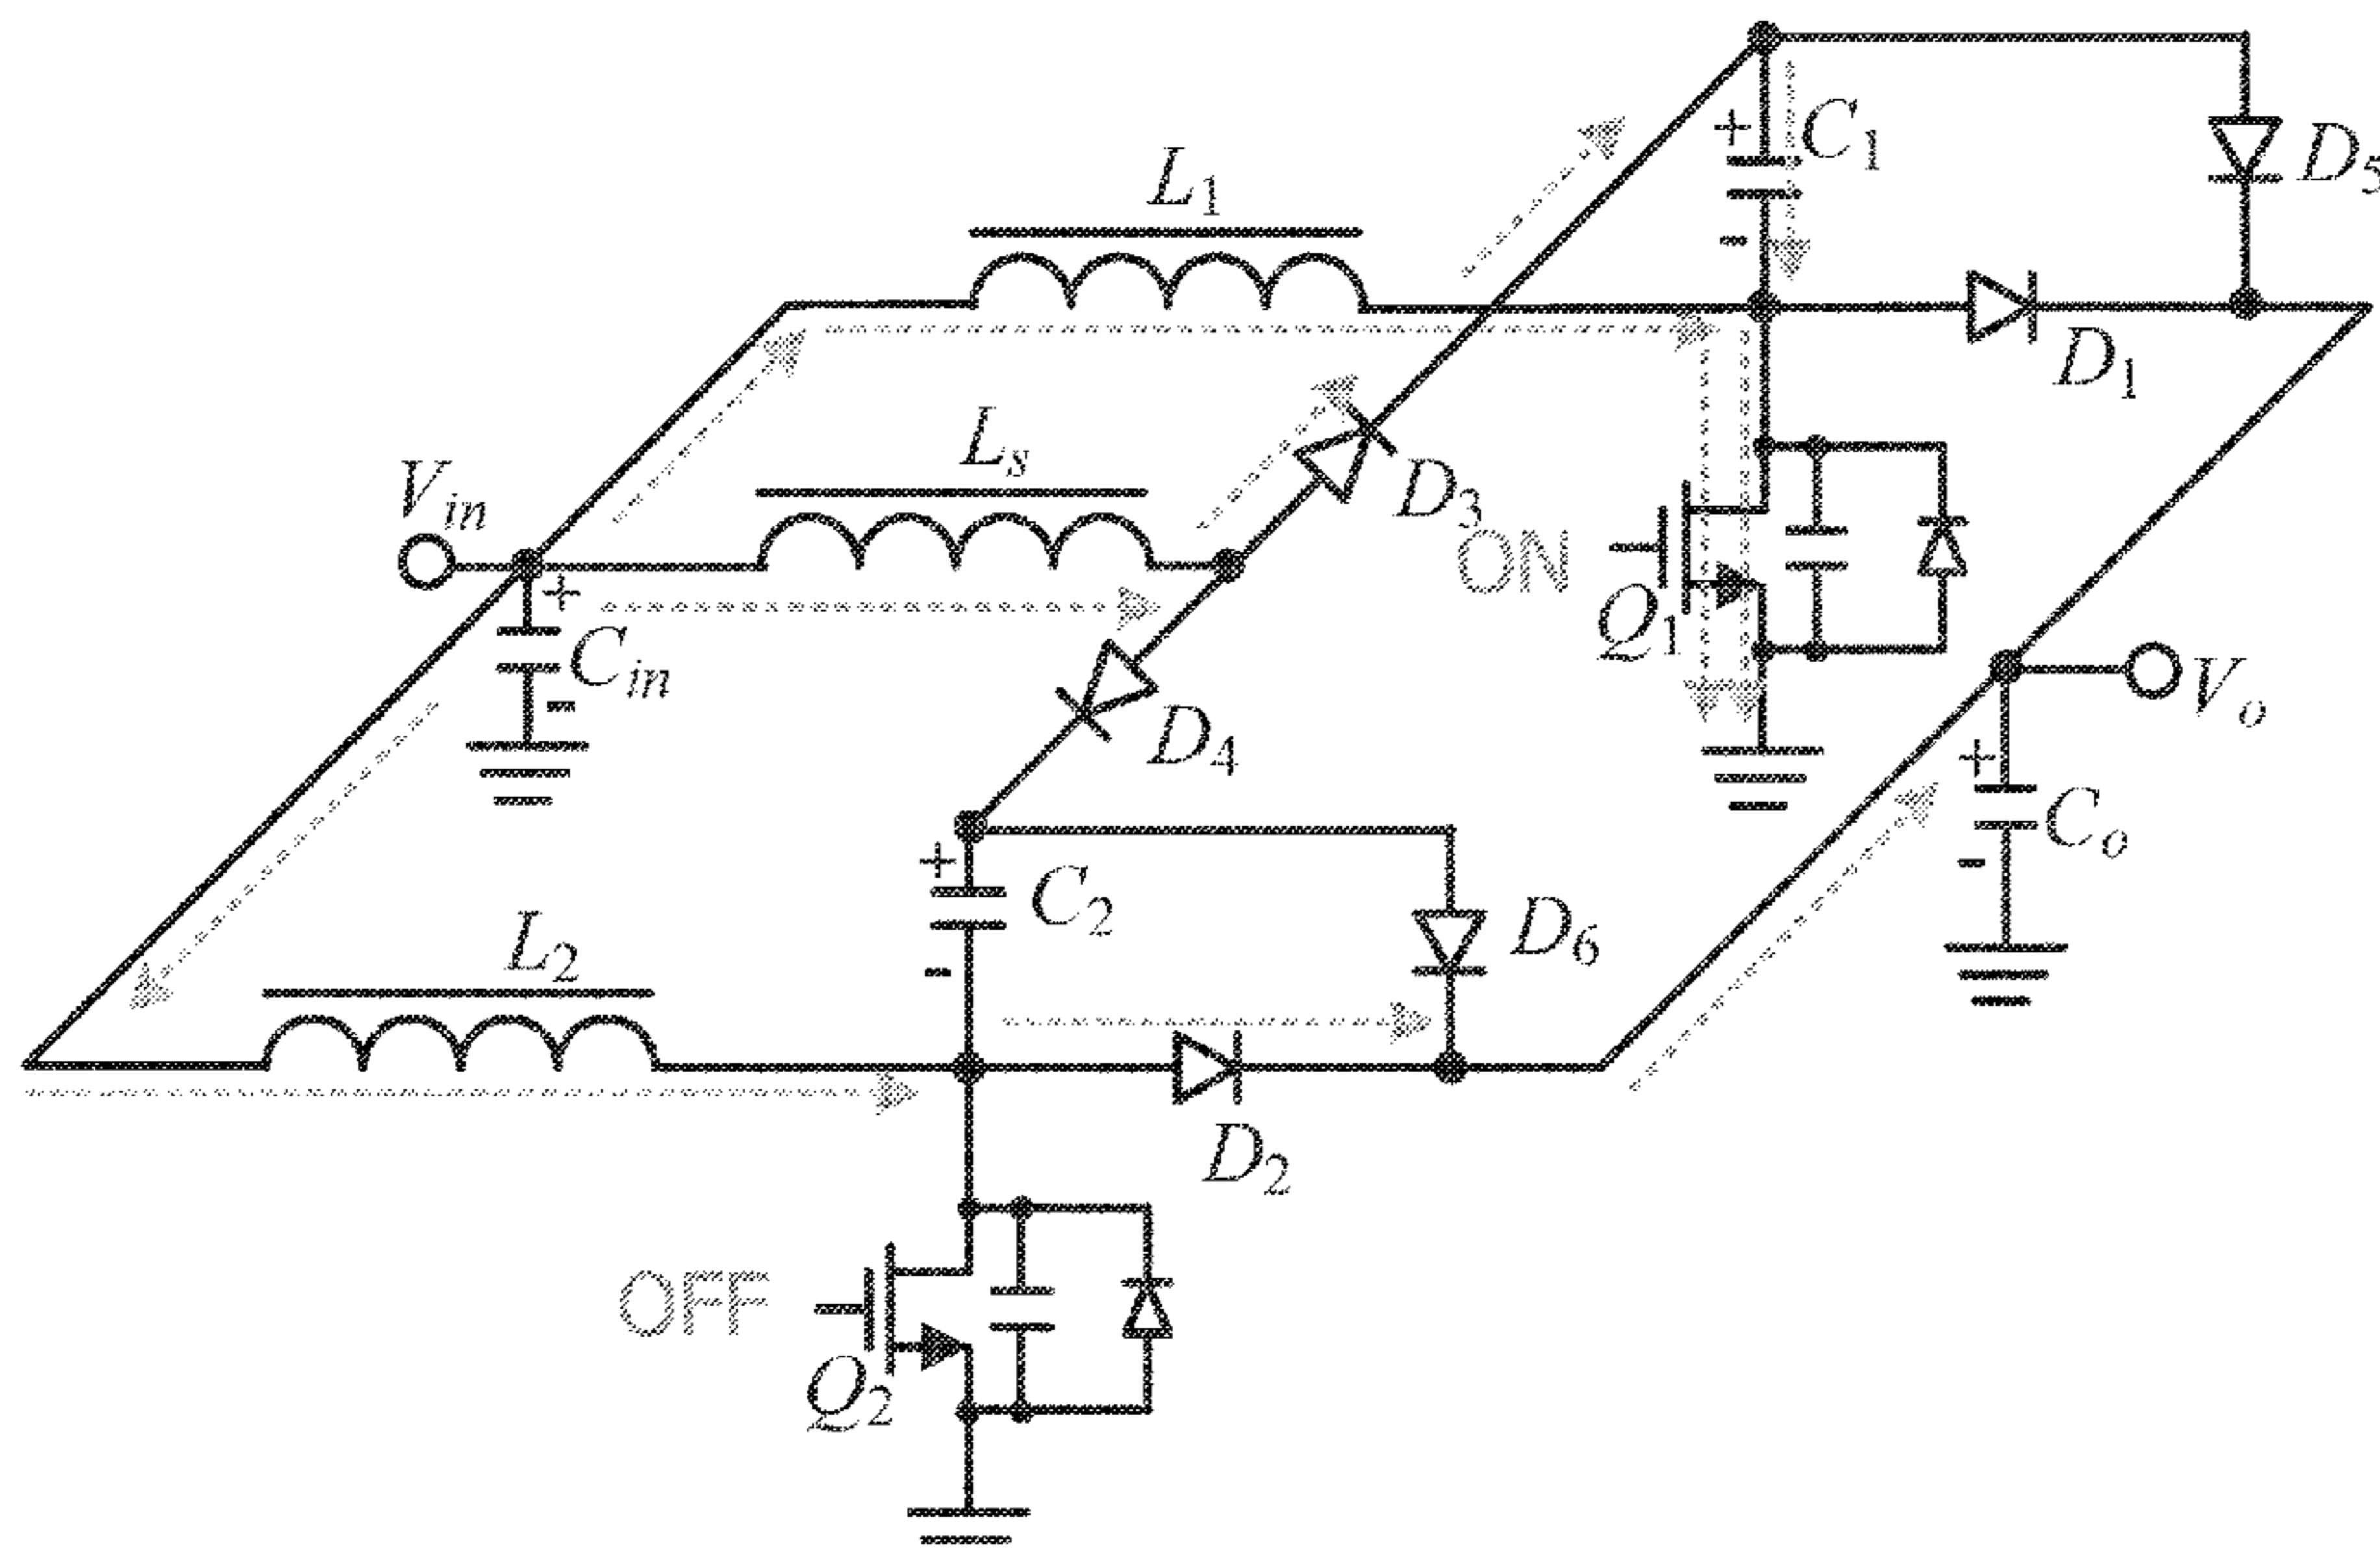 C1
D5
L1
D1
Ls
Vin
D3
ON
Q1
Cin
Vo
D4
Co
C2
D6
L2
D2
OFF
Q2
+
-
+
-
+
-
+
-